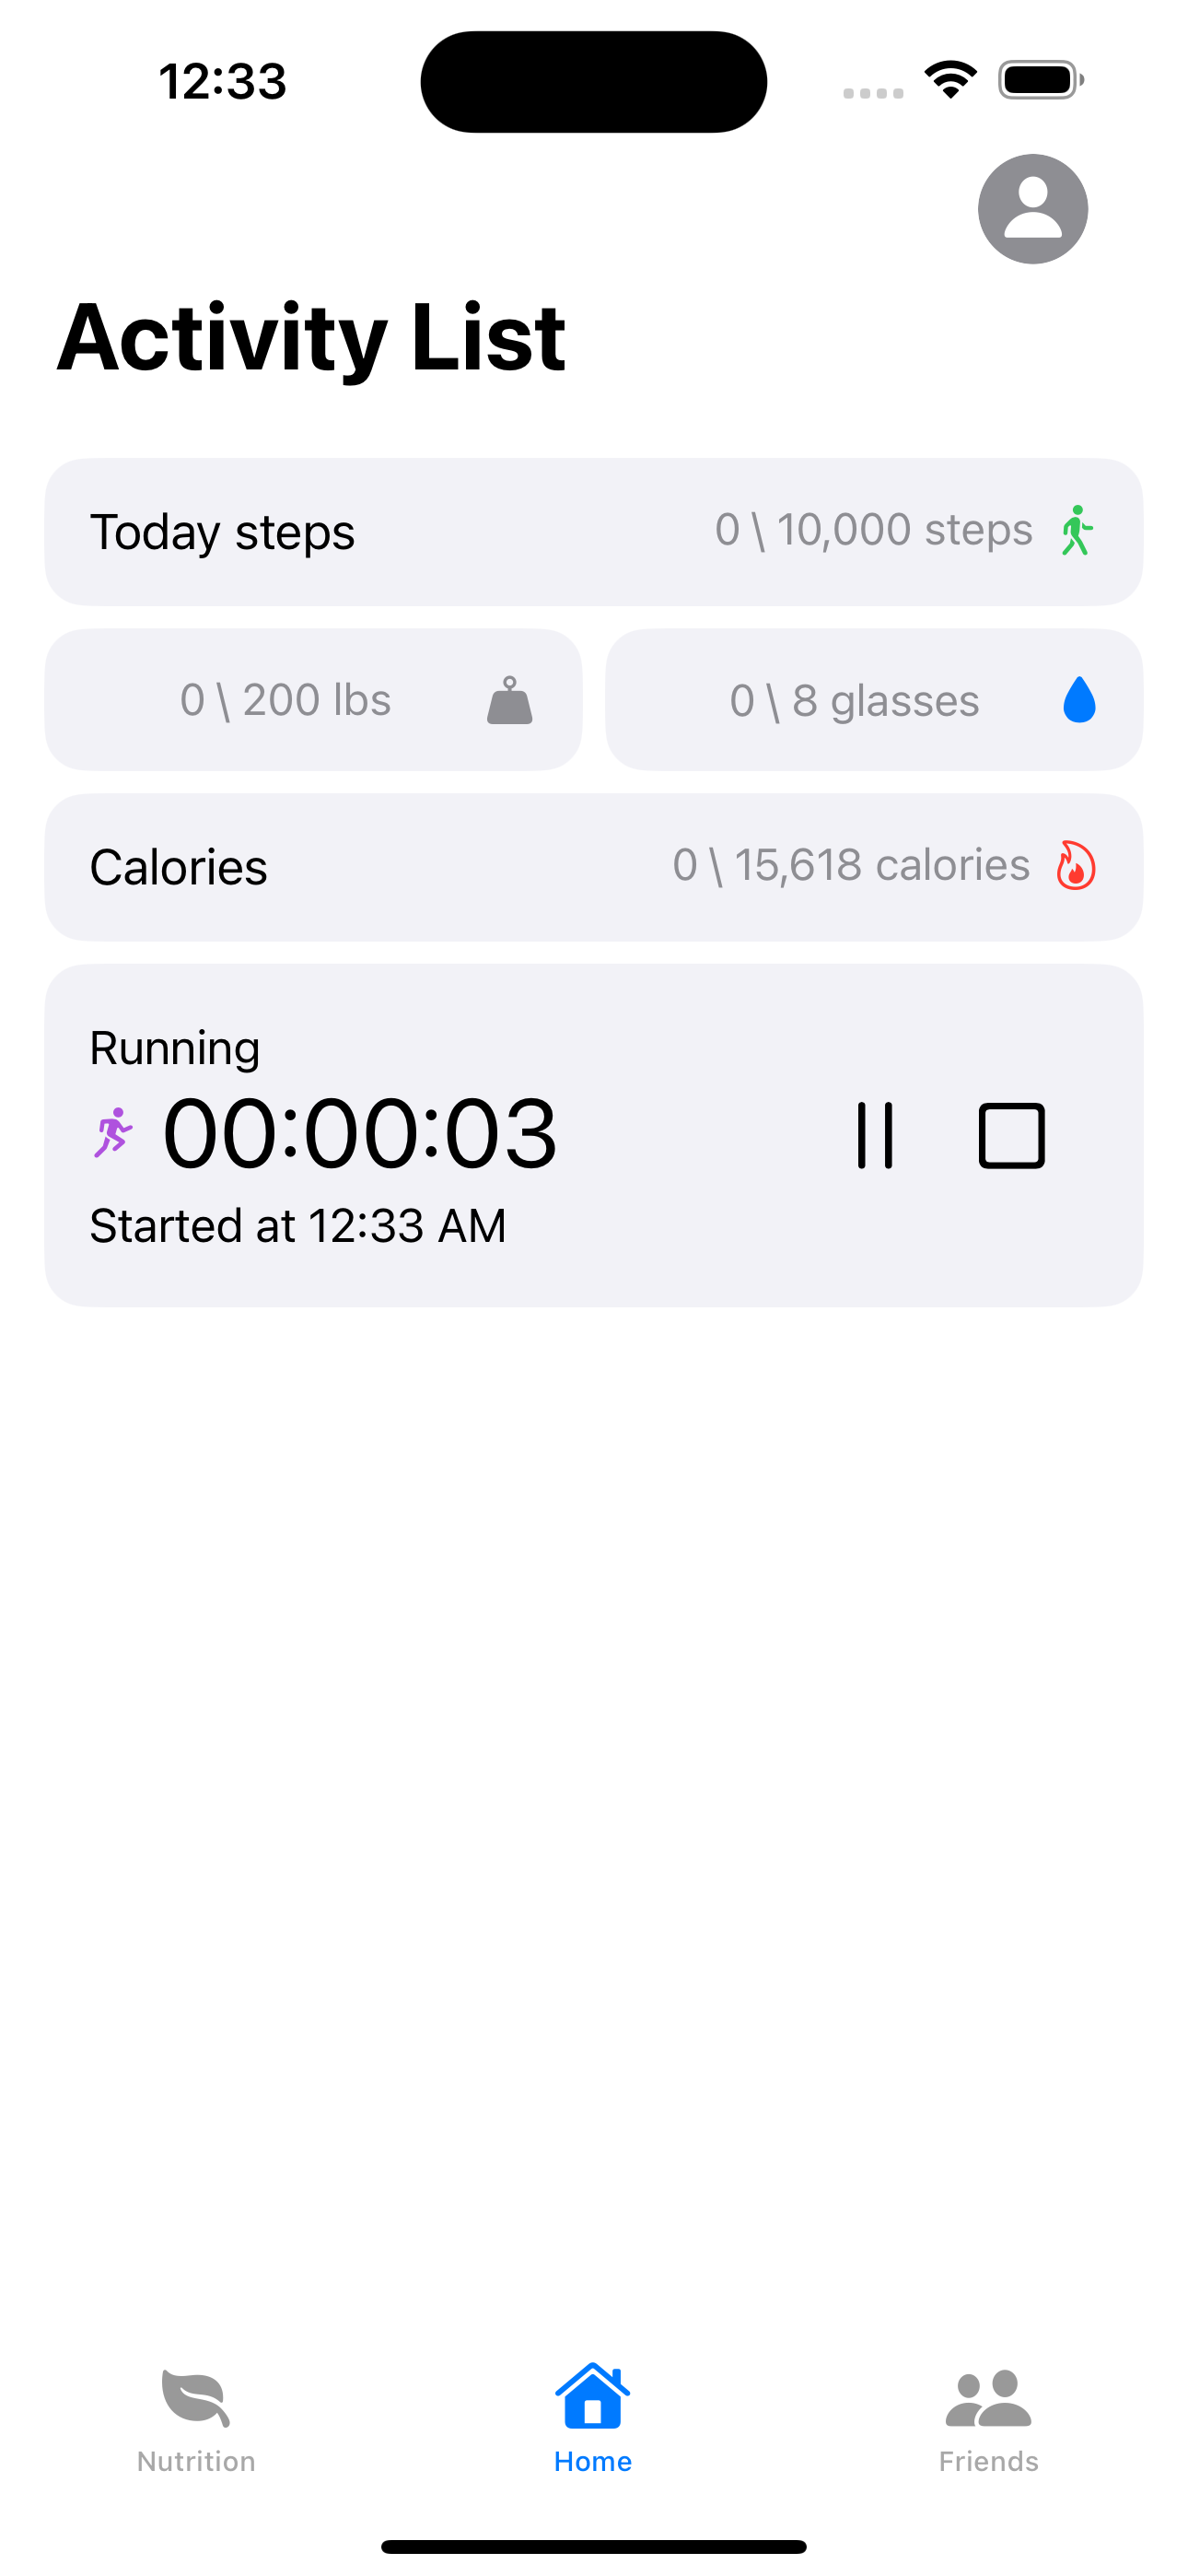 12:33
Activity List
Today steps
0 \ 10,000 steps
0 \ 200 lbs
0 \ 8 glasses
Calories
0 \ 15,618 calories
Running
00:00:03
Started at 12:33 AM
Nutrition
Home
Friends